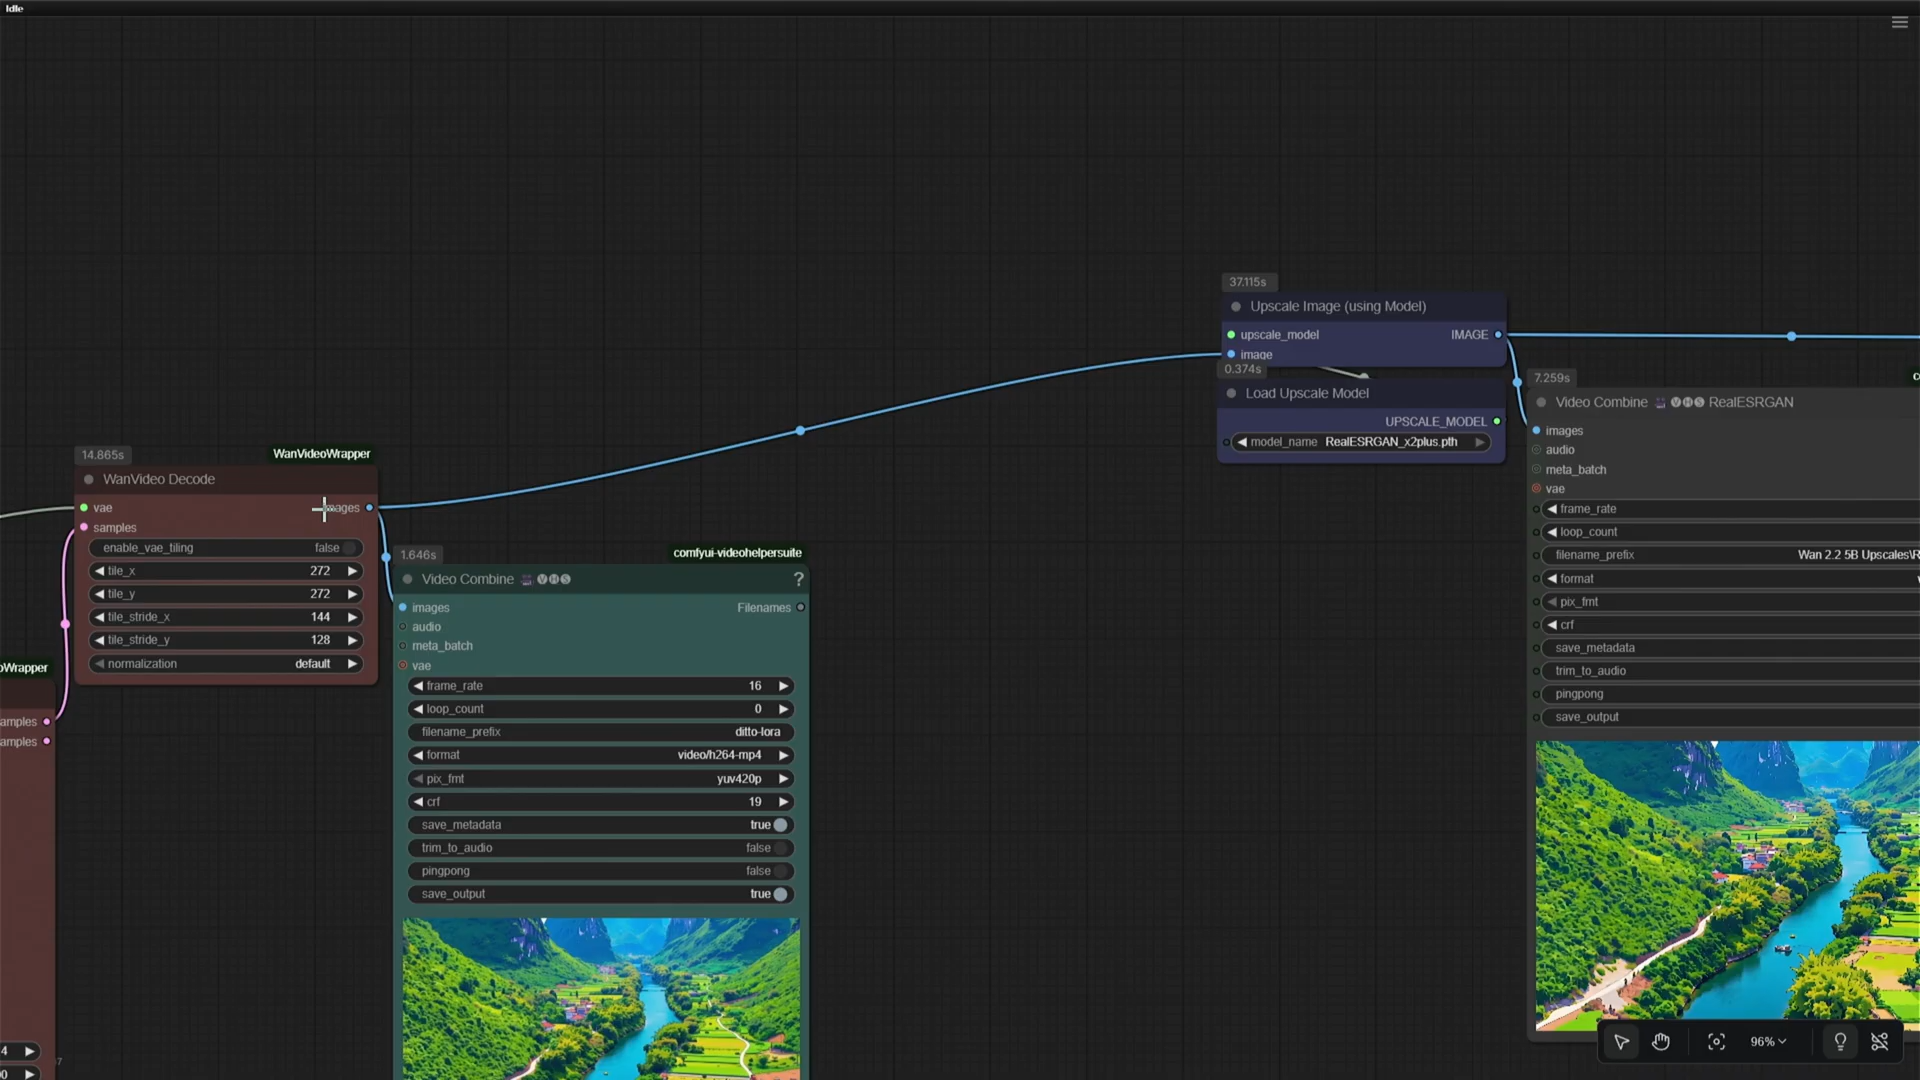 Idle
37.115s
Upscale Image (using Model)
upscale_model
IMAGE
image
0.374s
Load Upscale Model
UPSCALE_MODEL
model_name RealESRGAN_x2plus.pth
7.259s
Video Combine VHS RealESRGAN
images
audio
meta_batch
vae
frame_rate
loop_count
filename_prefix Wan 2.2 5B Upscales\R
format
pix_fmt
crf
save_metadata
trim_to_audio
pingpong
save_output
14.865s
WanVideoWrapper
WanVideo Decode
vae
images
samples
enable_vae_tiling false
tile_x 272
tile_y 272
tile_stride_x 144
tile_stride_y 128
normalization default
oWrapper
amples
amples
1.646s
comfyui-videohelpersuite
Video Combine VHS ?
images
Filenames
audio
meta_batch
vae
frame_rate 16
loop_count 0
filename_prefix ditto-lora
format video/h264-mp4
pix_fmt yuv420p
crf 19
save_metadata true
trim_to_audio false
pingpong false
save_output true
4
0
96%